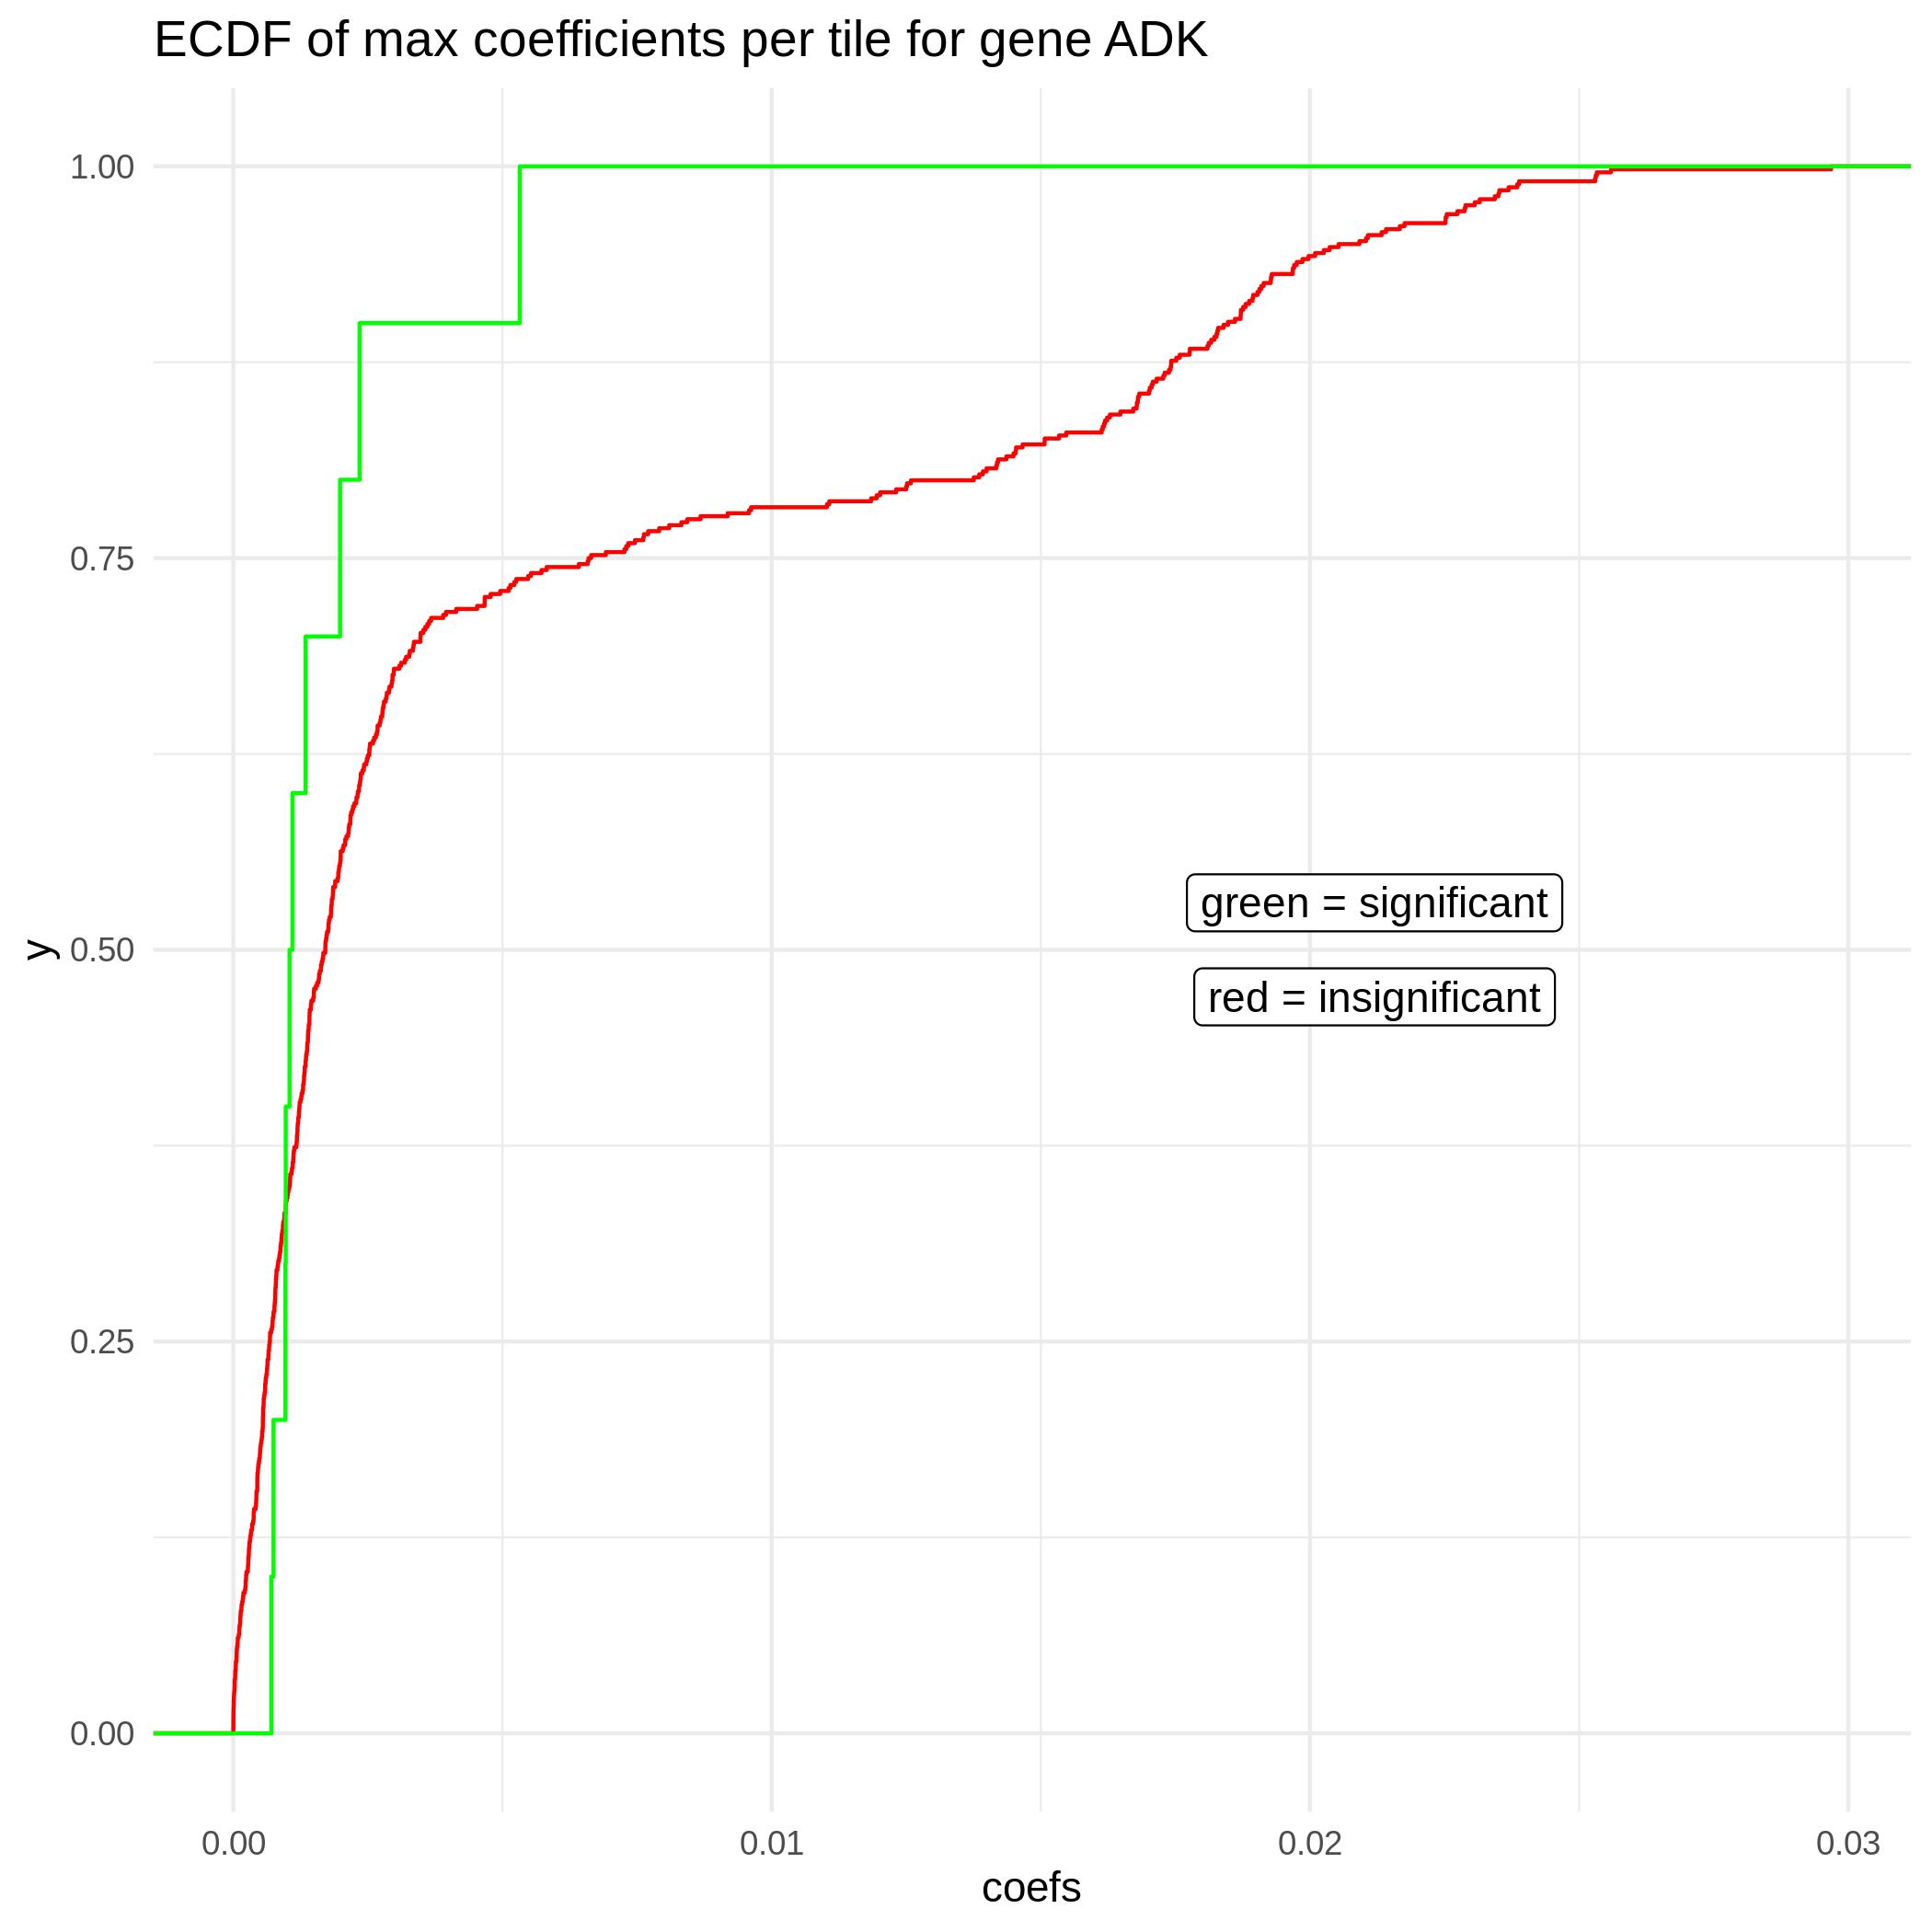 ECDF of max coefficients per tile for gene ADK
1.00
0.75
0.50
0.25
0.00
y
green = significant
red = insignificant
0.00 0.01 0.02 0.03
coefs